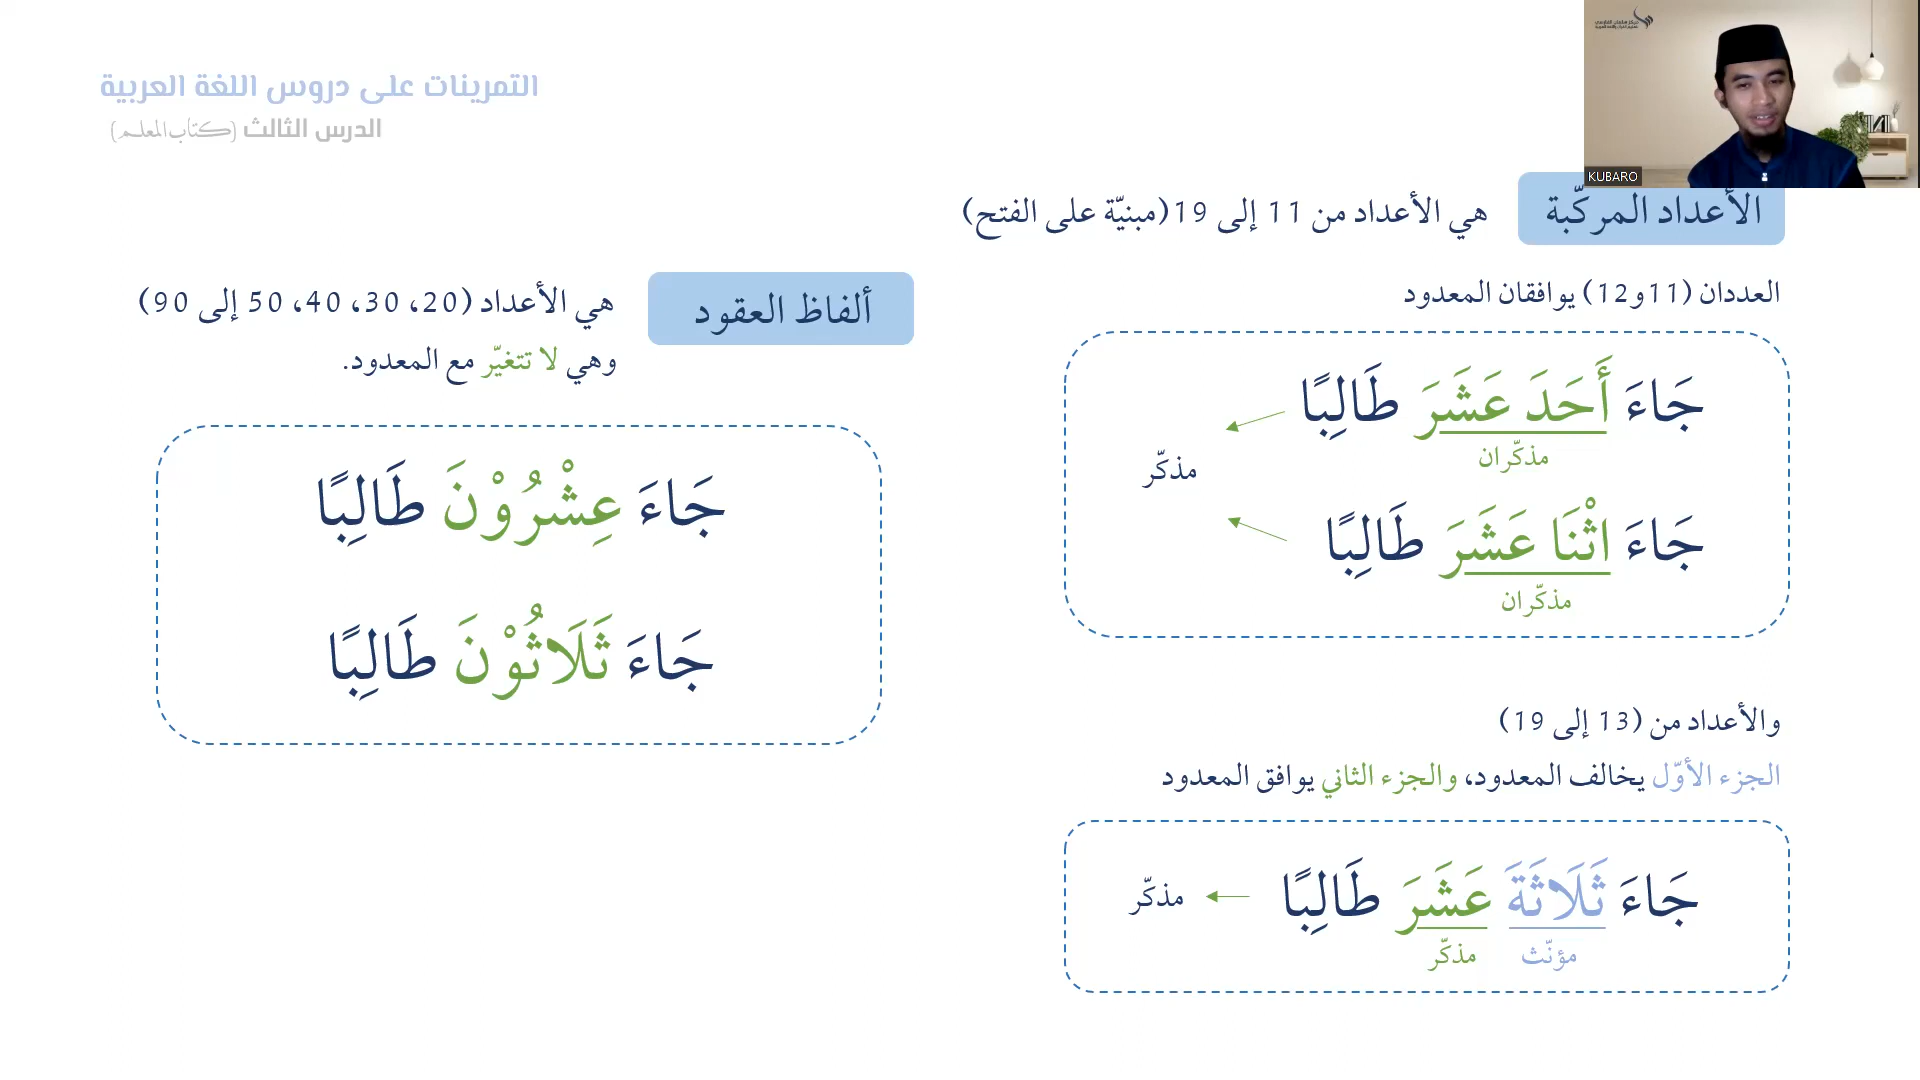 التمرينات على دروس اللغة العربية
الدرس الثالث (كتاب المعلم)
KUBARO
الأعداد المركّبة
هي الأعداد من 11 إلى 19(مبنيّة على الفتح)
العددان (11و12) يوافقان المعدود
جَاءَ أَحَدَ عَشَرَ طَالِبًا
مذكّران
مذكّر
جَاءَ اثْنَا عَشَرَ طَالِبًا
مذكّران
والأعداد من (13 إلى 19)
الجزء الأوّل يخالف المعدود، والجزء الثاني يوافق المعدود
جَاءَ ثَلَاثَةَ عَشَرَ طَالِبًا
مذكّر
مؤنّث
مذكّر
ألفاظ العقود
هي الأعداد (20، 30، 40، 50 إلى 90)
وهي لا تتغيّر مع المعدود.
جَاءَ عِشْرُوْنَ طَالِبًا
جَاءَ ثَلَاثُوْنَ طَالِبًا